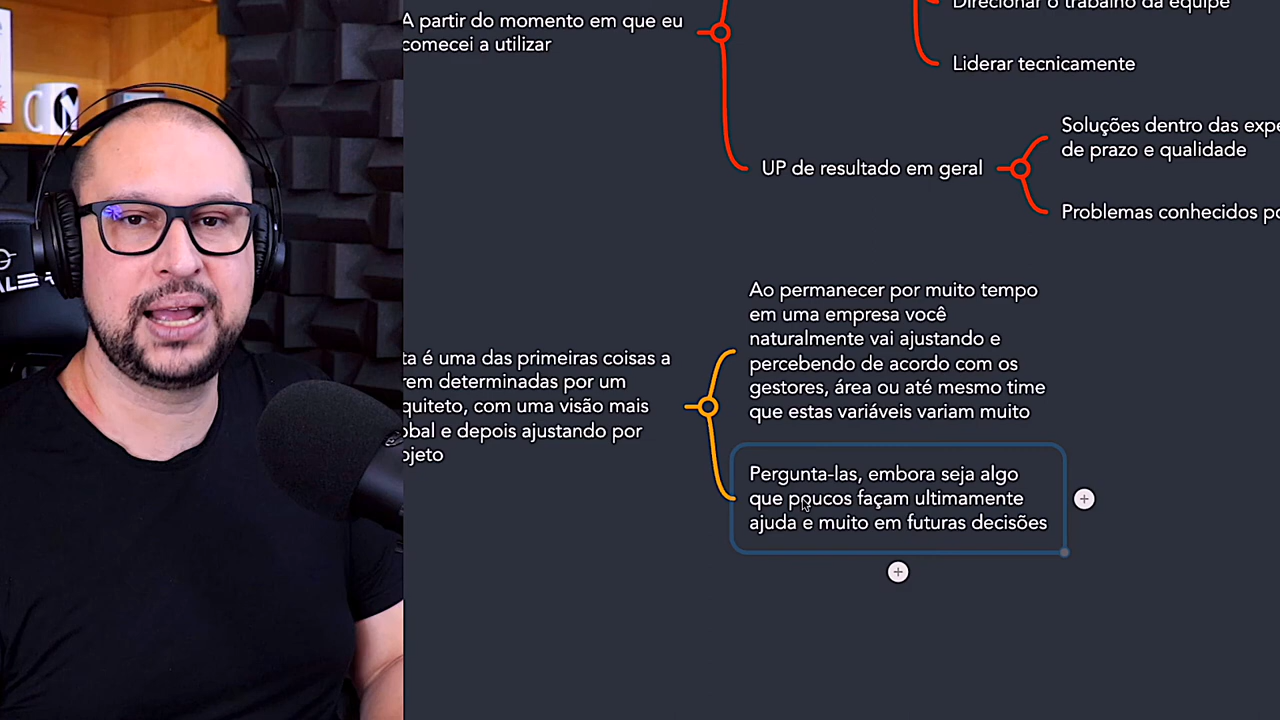 A partir do momento em que eu
comecei a utilizar
Direcionar o trabalho da equipe
Liderar tecnicamente
UP de resultado em geral
Soluções dentro das expe
de prazo e qualidade
Problemas conhecidos po
ta é uma das primeiras coisas a
rem determinadas por um
quiteto, com uma visão mais
obal e depois ajustando por
ojeto
Ao permanecer por muito tempo
em uma empresa você
naturalmente vai ajustando e
percebendo de acordo com os
gestores, área ou até mesmo time
que estas variáveis variam muito
Pergunta-las, embora seja algo
que poucos façam ultimamente
ajuda e muito em futuras decisões